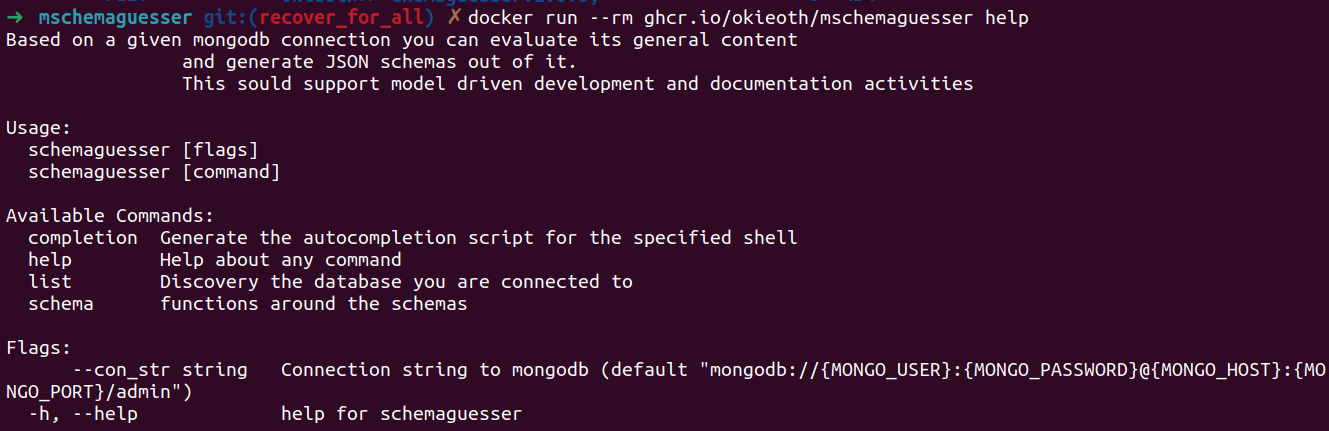 → mschemaguesser git:(recover_for_all) ✗ docker run --rm ghcr.io/okieoth/mschemaguesser help
Based on a given mongodb connection you can evaluate its general content
and generate JSON schemas out of it.
This sould support model driven development and documentation activities
Usage:
schemaguesser [flags]
schemaguesser [command]
Available Commands:
completion  Generate the autocompletion script for the specified shell
help        Help about any command
list        Discovery the database you are connected to
schema      functions around the schemas
Flags:
--con_str string   Connection string to mongodb (default "mongodb://{MONGO_USER}:{MONGO_PASSWORD}@{MONGO_HOST}:{MO
NGO_PORT}/admin")
-h, --help             help for schemaguesser